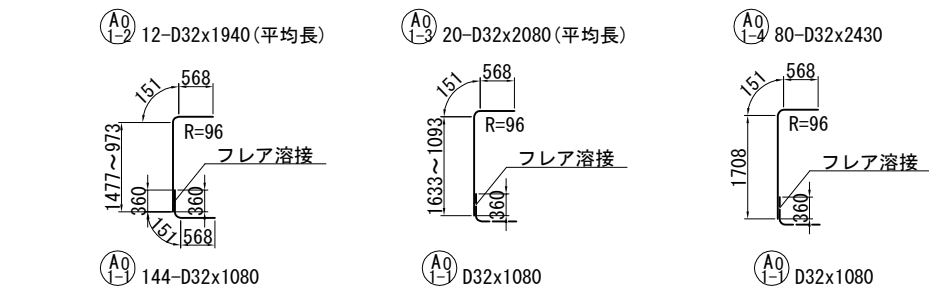 A0 1-2 12-D32x1940(平均長)
151 568
R=96
1477～973
フレア溶接
360 360
151 568
A0 1-1 144-D32x1080
A0 1-3 20-D32x2080(平均長)
151 568
R=96
1633～1093
フレア溶接
360
A0 1-1 D32x1080
A0 1-4 80-D32x2430
151 568
R=96
1708
フレア溶接
360
A0 1-1 D32x1080